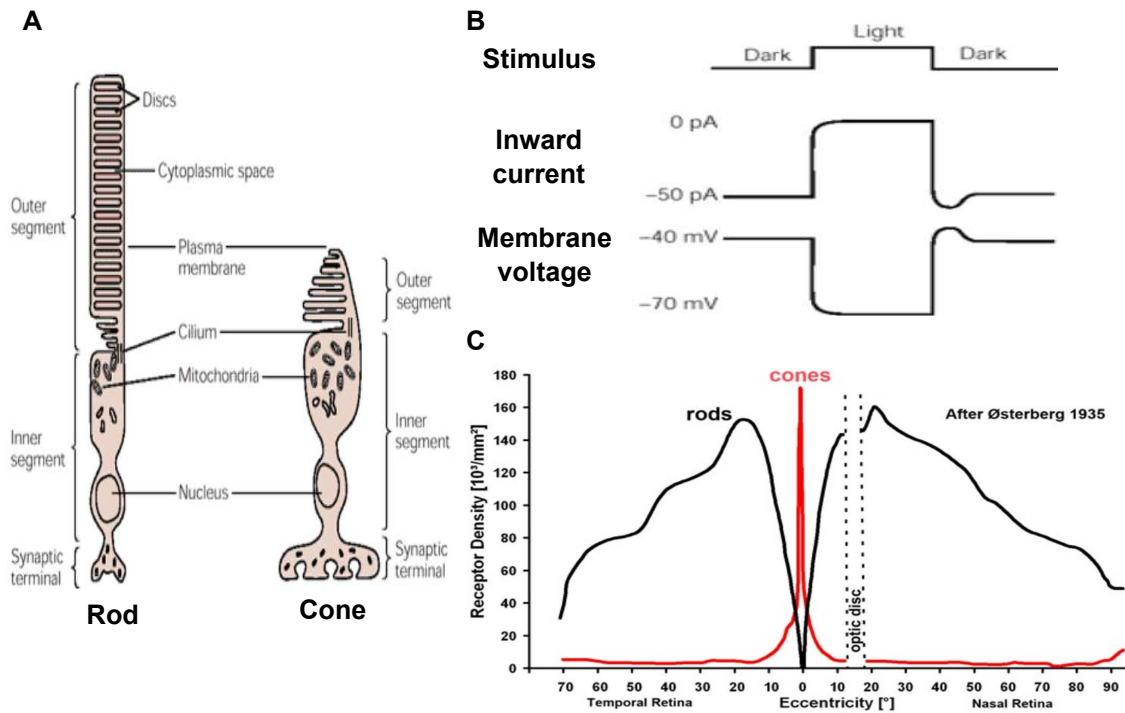 A
Discs
Cytoplasmic space
Outer
segment
Plasma
membrane
Outer
segment
Cilium
Mitochondria
Inner
segment
Inner
segment
Nucleus
Synaptic
terminal
Synaptic
terminal
Rod
Cone
B
Stimulus
Dark
Light
Dark
Inward
current
0 pA
−50 pA
Membrane
voltage
−40 mV
−70 mV
C
cones
rods
After Østerberg 1935
Receptor Density [10³/mm²]
180
160
140
120
100
80
60
40
20
0
optic disc
70 60 50 40 30 20 10 0 10 20 30 40 50 60 70 80 90
Temporal Retina Eccentricity [°] Nasal Retina